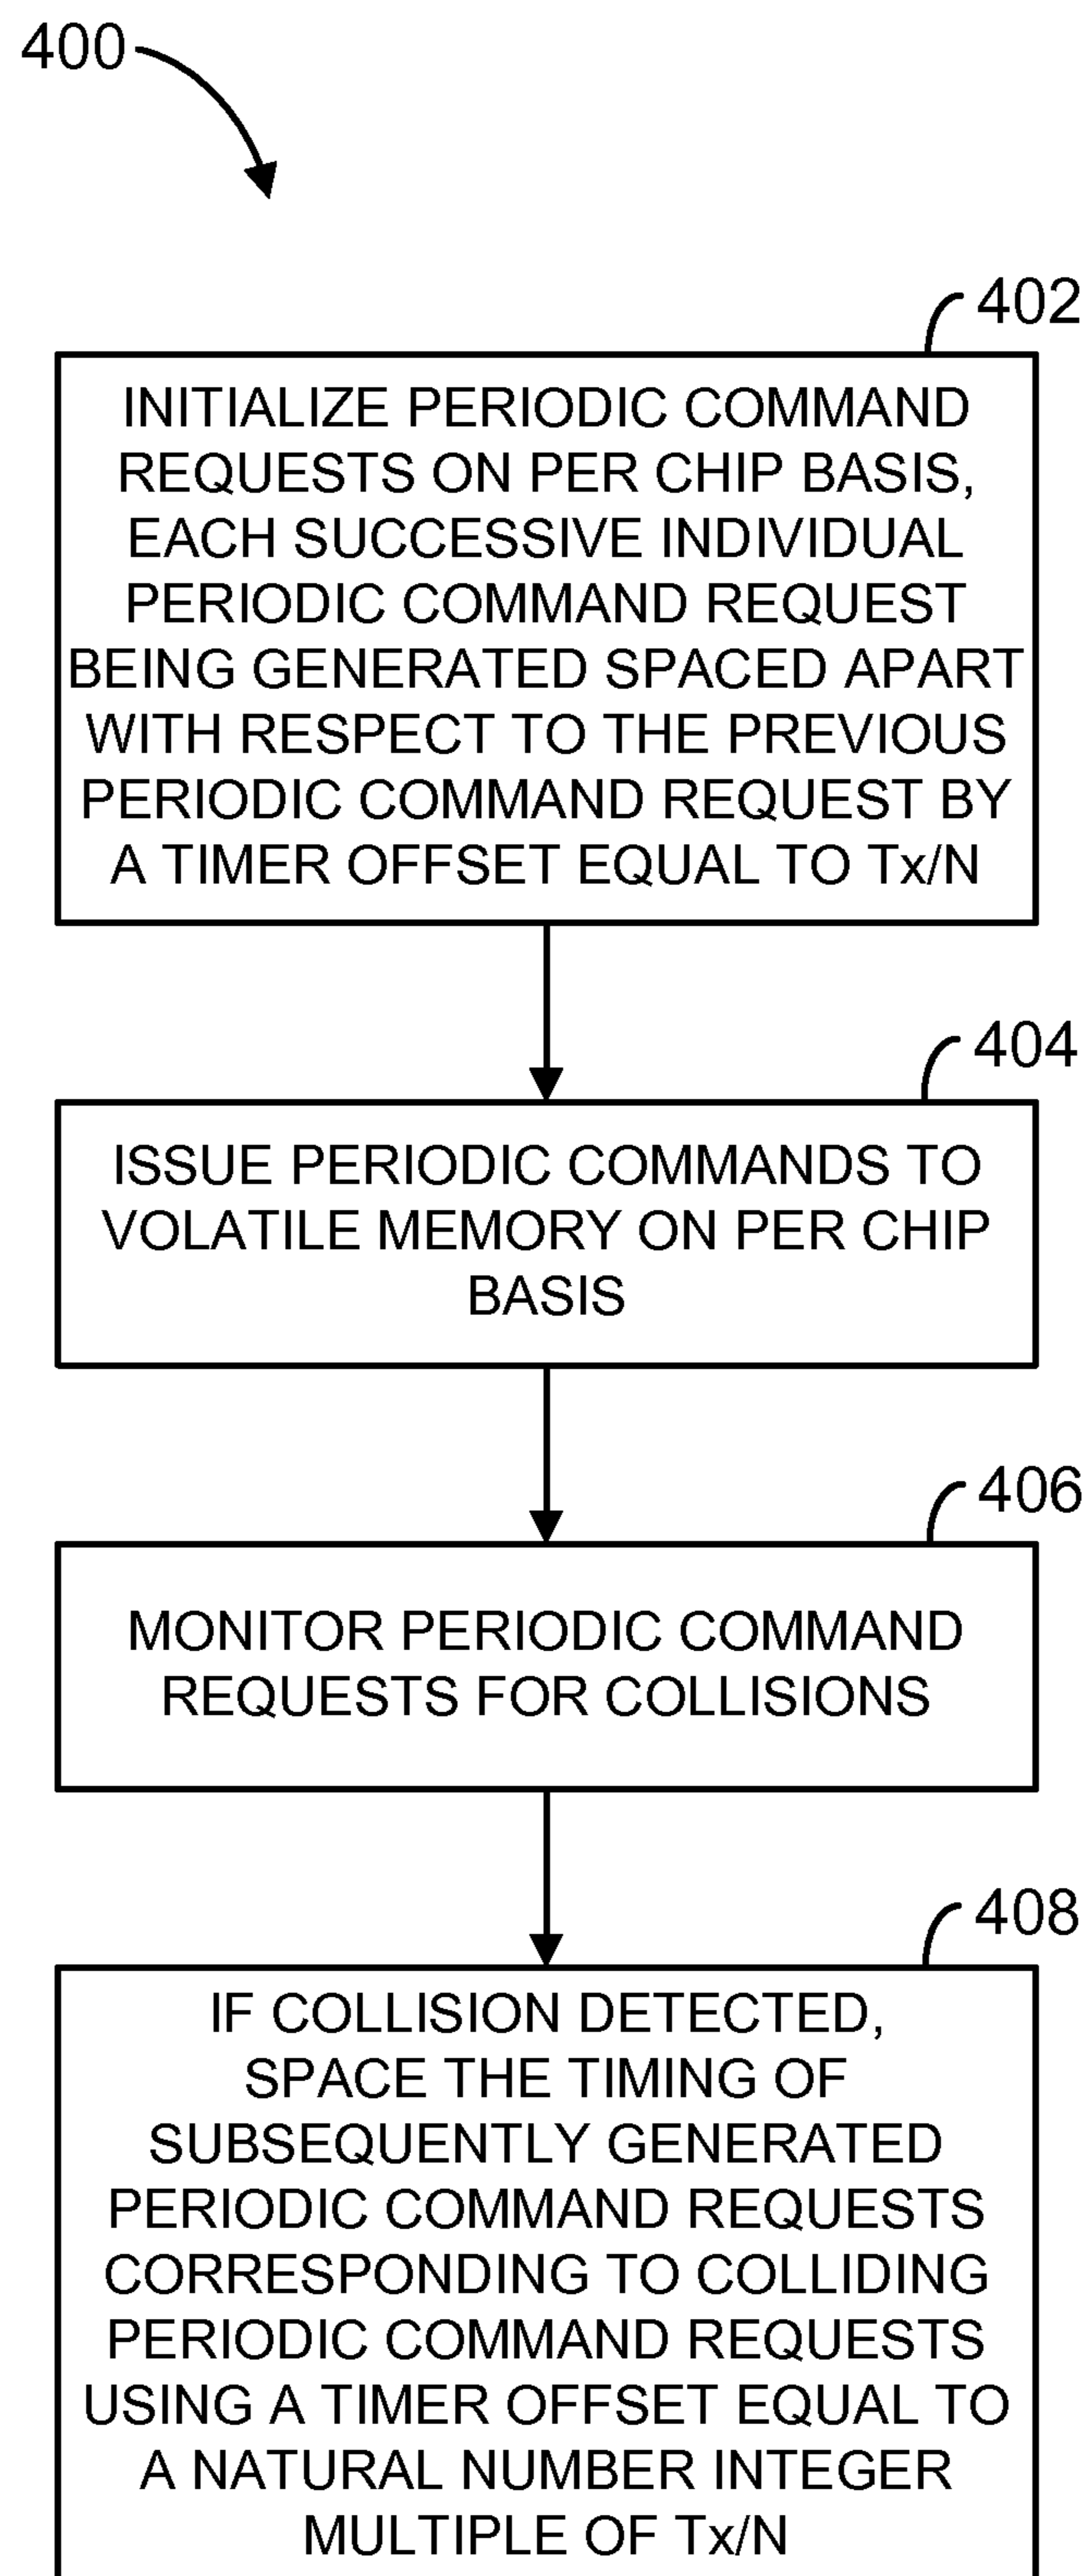 400
402
INITIALIZE PERIODIC COMMAND
REQUESTS ON PER CHIP BASIS,
EACH SUCCESSIVE INDIVIDUAL
PERIODIC COMMAND REQUEST
BEING GENERATED SPACED APART
WITH RESPECT TO THE PREVIOUS
PERIODIC COMMAND REQUEST BY
A TIMER OFFSET EQUAL TO Tx/N
404
ISSUE PERIODIC COMMANDS TO
VOLATILE MEMORY ON PER CHIP
BASIS
406
MONITOR PERIODIC COMMAND
REQUESTS FOR COLLISIONS
408
IF COLLISION DETECTED,
SPACE THE TIMING OF
SUBSEQUENTLY GENERATED
PERIODIC COMMAND REQUESTS
CORRESPONDING TO COLLIDING
PERIODIC COMMAND REQUESTS
USING A TIMER OFFSET EQUAL TO
A NATURAL NUMBER INTEGER
MULTIPLE OF Tx/N